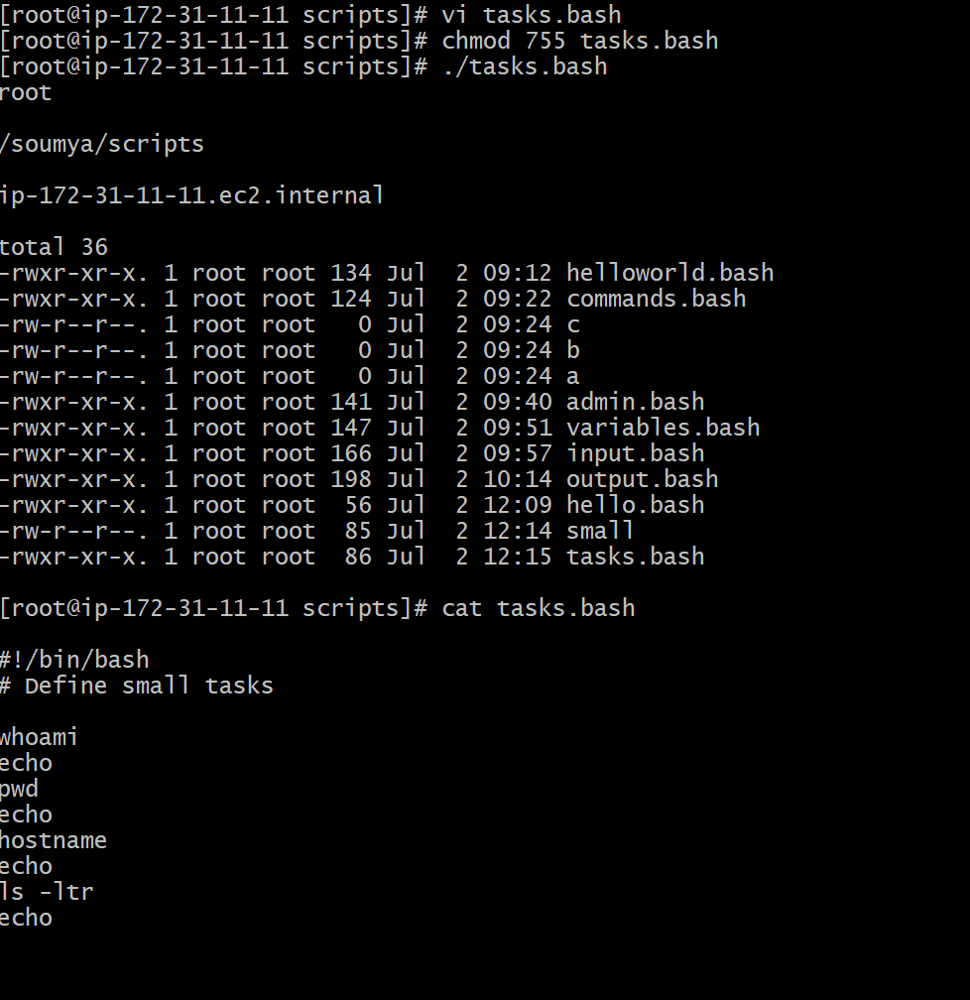 [root@ip-172-31-11-11 scripts]# vi tasks.bash
[root@ip-172-31-11-11 scripts]# chmod 755 tasks.bash
[root@ip-172-31-11-11 scripts]# ./tasks.bash
root
/soumya/scripts
ip-172-31-11-11.ec2.internal
total 36
-rwxr-xr-x. 1 root root 134 Jul  2 09:12 helloworld.bash
-rwxr-xr-x. 1 root root 124 Jul  2 09:22 commands.bash
-rw-r--r--. 1 root root   0 Jul  2 09:24 c
-rw-r--r--. 1 root root   0 Jul  2 09:24 b
-rw-r--r--. 1 root root   0 Jul  2 09:24 a
-rwxr-xr-x. 1 root root 141 Jul  2 09:40 admin.bash
-rwxr-xr-x. 1 root root 147 Jul  2 09:51 variables.bash
-rwxr-xr-x. 1 root root 166 Jul  2 09:57 input.bash
-rwxr-xr-x. 1 root root 198 Jul  2 10:14 output.bash
-rwxr-xr-x. 1 root root  56 Jul  2 12:09 hello.bash
-rw-r--r--. 1 root root  85 Jul  2 12:14 small
-rwxr-xr-x. 1 root root  86 Jul  2 12:15 tasks.bash
[root@ip-172-31-11-11 scripts]# cat tasks.bash
#!/bin/bash
# Define small tasks
whoami
echo
pwd
echo
hostname
echo
ls -ltr
echo